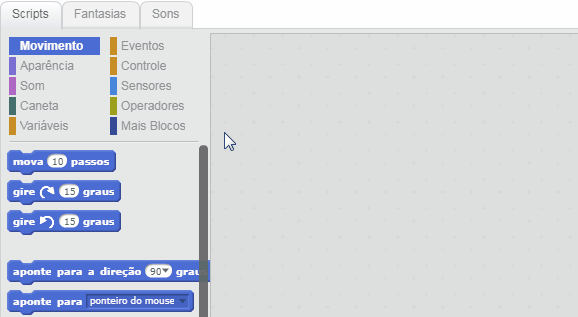 Scripts Fantasias Sons
Movimento Eventos
Aparência Controle
Som Sensores
Caneta Operadores
Variáveis Mais Blocos
mova 10 passos
gire 15 graus
gire 15 graus
aponte para a direção 90 grau
aponte para ponteiro do mouse